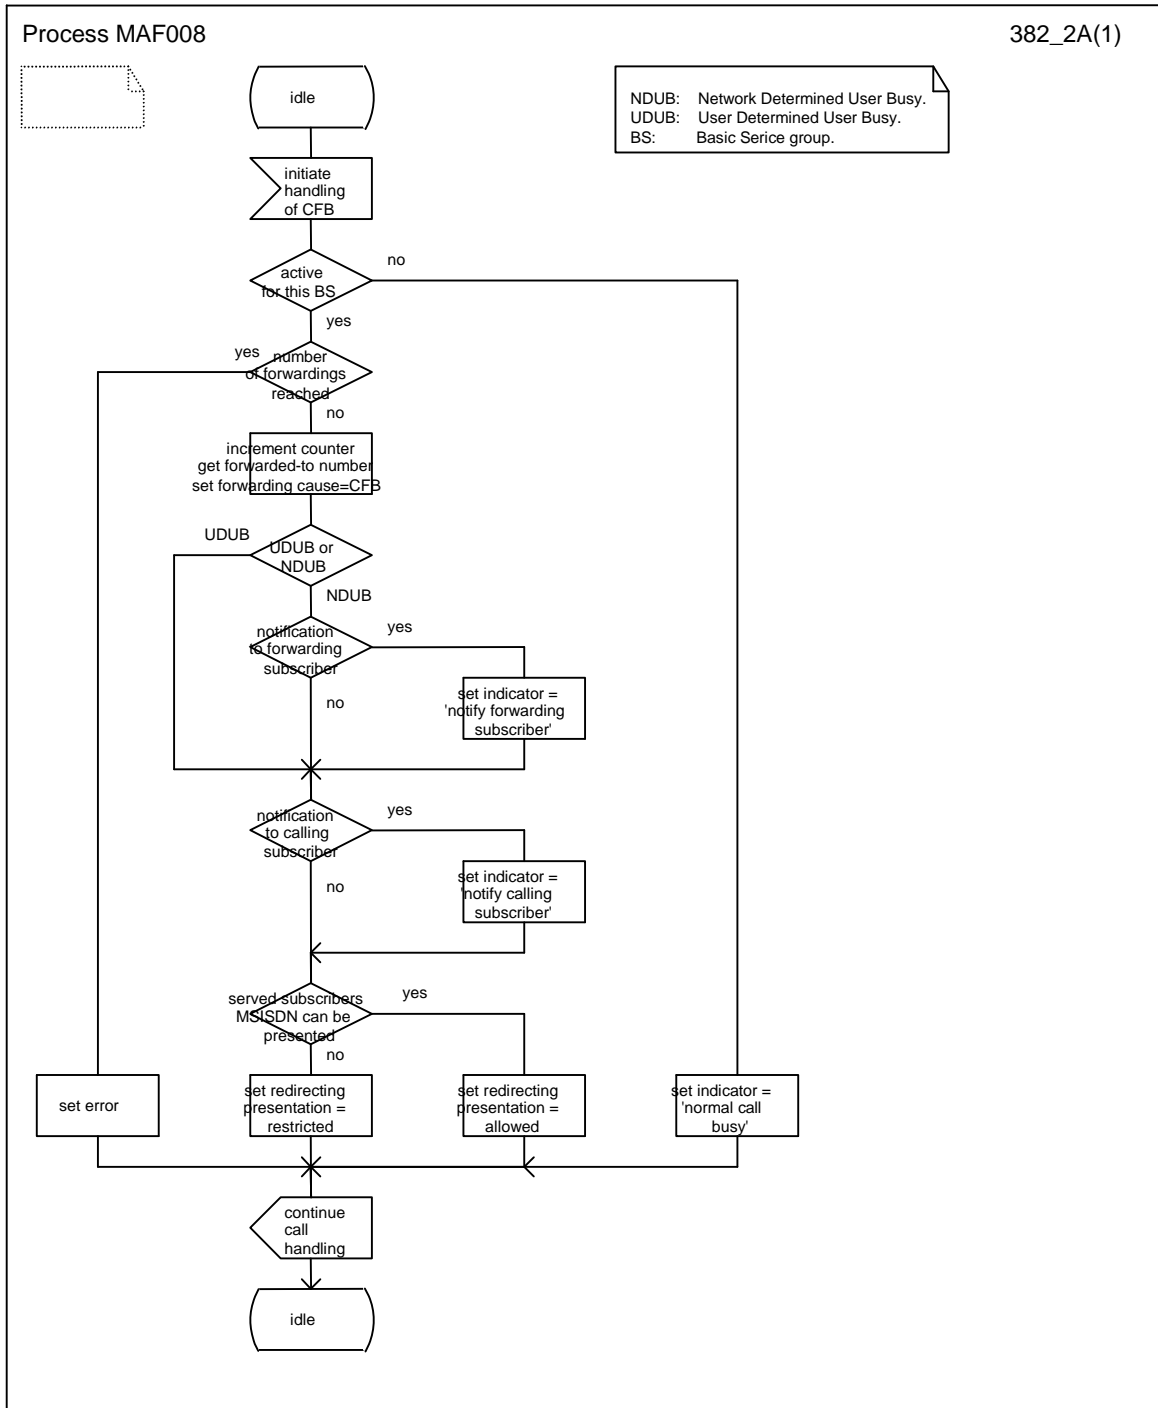 Process MAF008
382_2A(1)
idle
NDUB: Network Determined User Busy.
UDUB: User Determined User Busy.
BS: Basic Serice group.
initiate
handling
of CFB
active
for this BS
no
yes
number
of forwardings
reached
yes
no
increment counter
get forwarded-to number
set forwarding cause=CFB
UDUB
UDUB or
NDUB
NDUB
notification
to forwarding
subscriber
yes
no
set indicator =
'notify forwarding
subscriber'
notification
to calling
subscriber
yes
no
set indicator =
'notify calling
subscriber'
served subscribers
MSISDN can be
presented
yes
no
set error
set redirecting
presentation =
restricted
set redirecting
presentation =
allowed
set indicator =
'normal call
busy'
continue
call
handling
idle